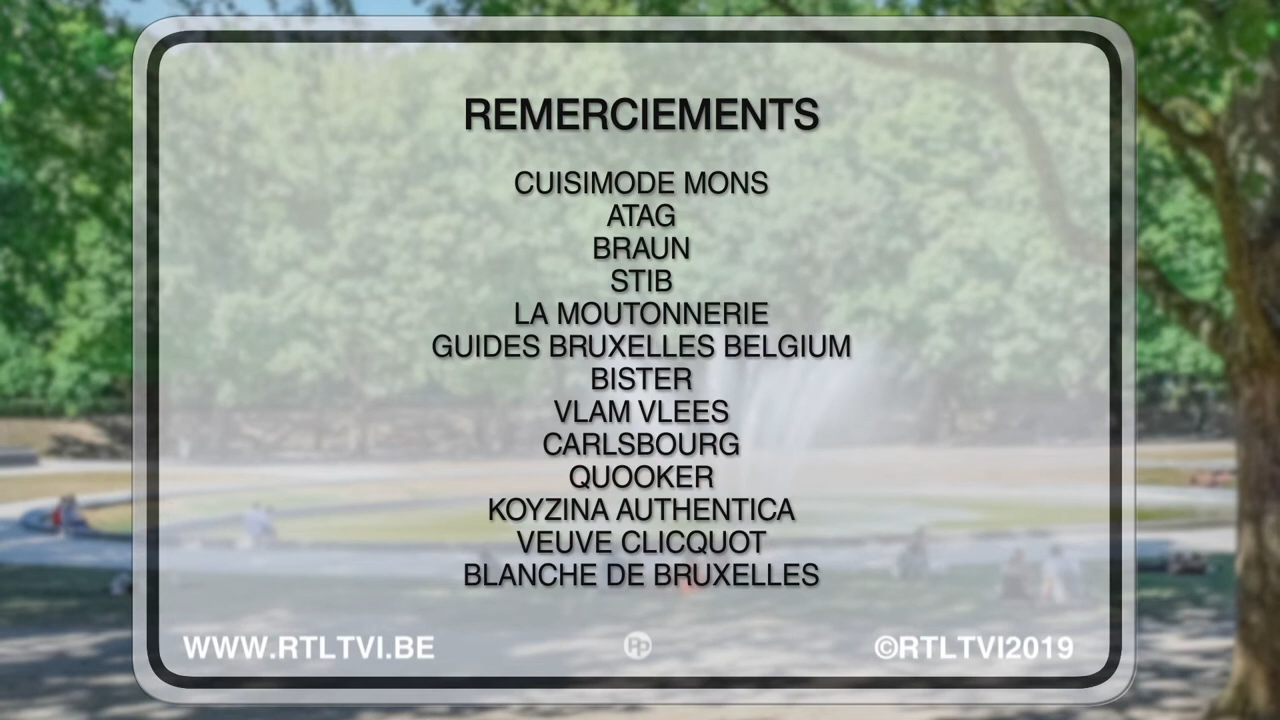 REMERCIEMENTS
CUISIMODE MONS
ATAG
BRAUN
STIB
LA MOUTONNERIE
GUIDES BRUXELLES BELGIUM
BISTER
VLAM VLEES
CARLSBOURG
QUOOKER
KOYZINA AUTHENTICA
VEUVE CLICQUOT
BLANCHE DE BRUXELLES
WWW.RTLTVI.BE
©RTLTVI2019